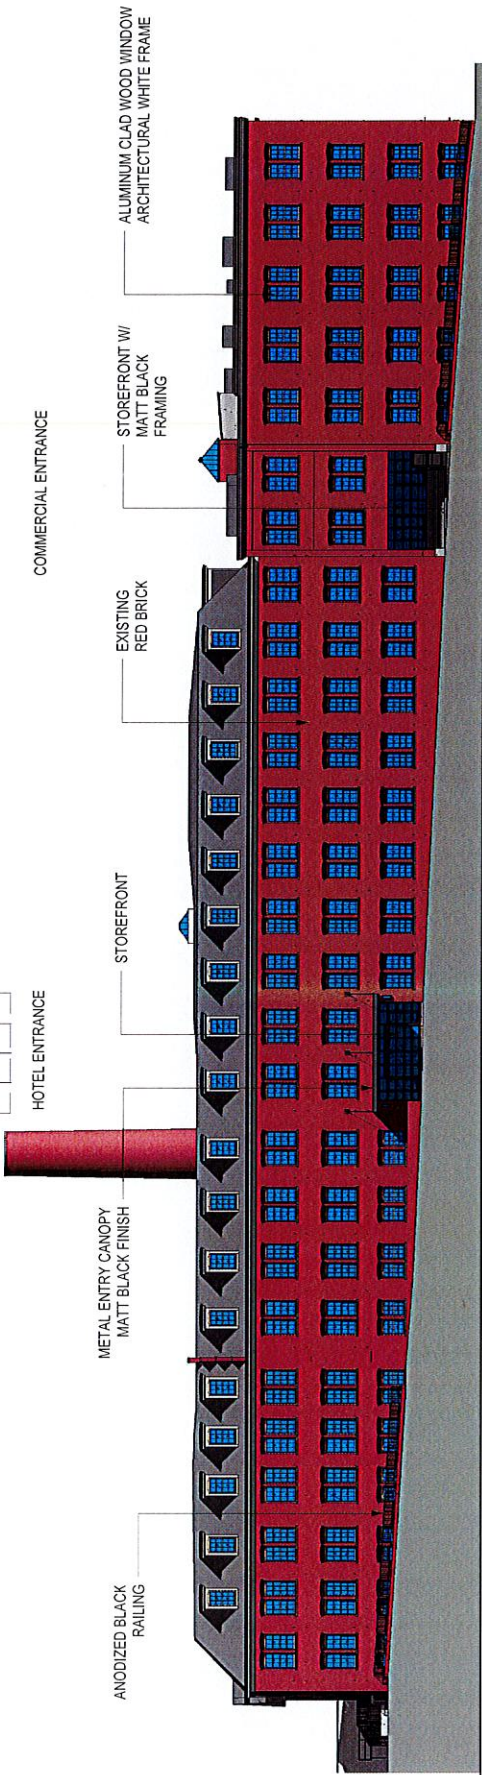 ANODIZED BLACK
RAILING
METAL ENTRY CANOPY
MATT BLACK FINISH
HOTEL ENTRANCE
STOREFRONT
EXISTING
RED BRICK
COMMERCIAL ENTRANCE
STOREFRONT W/
MATT BLACK
FRAMING
ALUMINUM CLAD WOOD WINDOW
ARCHITECTURAL WHITE FRAME